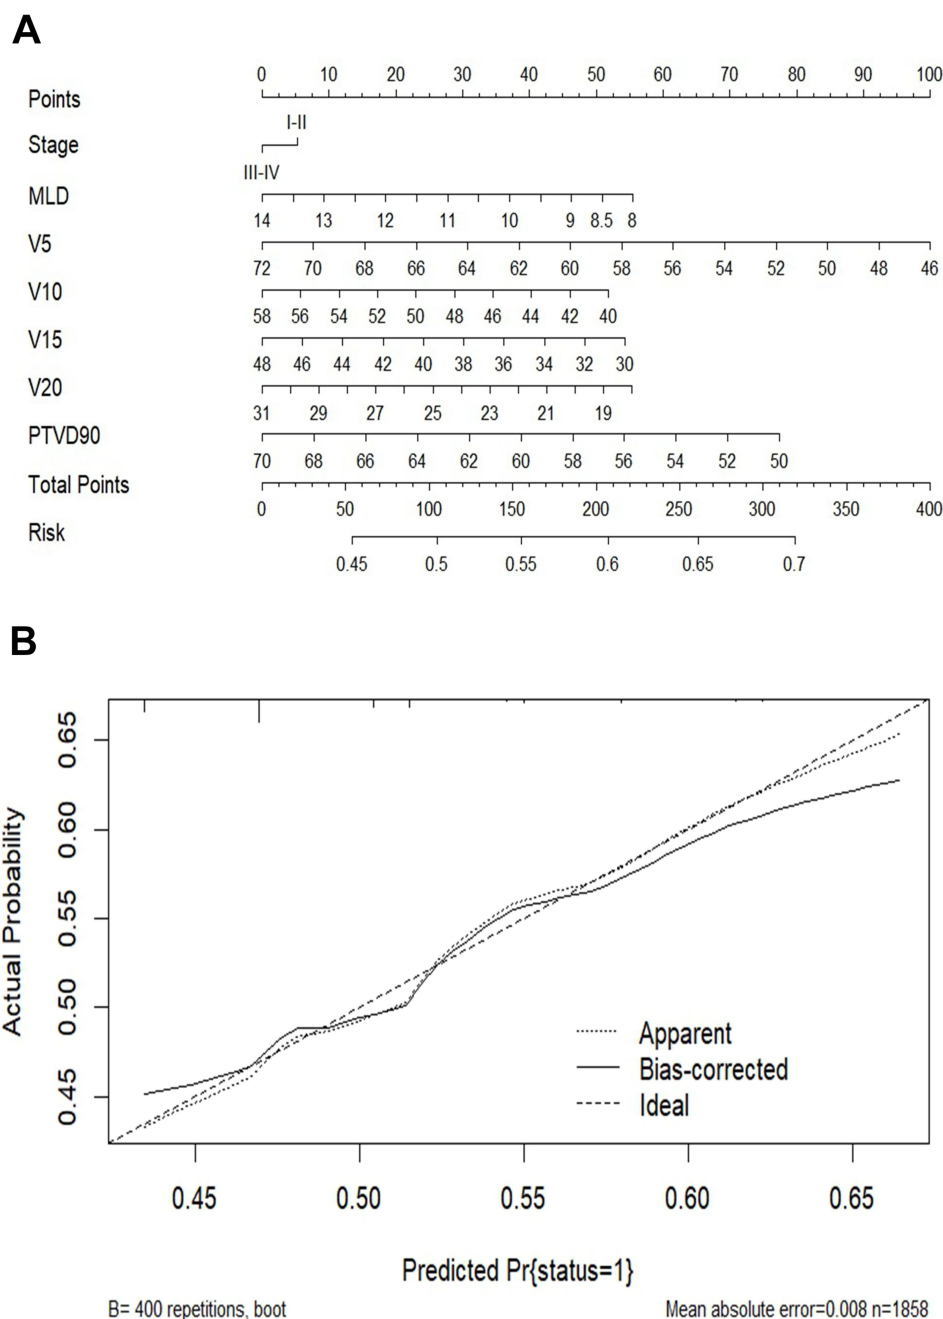 A
0 10 20 30 40 50 60 70 80 90 100
Points
I-II
Stage
III-IV
MLD
14 13 12 11 10 9 8.5 8
V5
72 70 68 66 64 62 60 58 56 54 52 50 48 46
V10
58 56 54 52 50 48 46 44 42 40
V15
48 46 44 42 40 38 36 34 32 30
V20
31 29 27 25 23 21 19
PTVD90
70 68 66 64 62 60 58 56 54 52 50
Total Points
0 50 100 150 200 250 300 350 400
Risk
0.45 0.5 0.55 0.6 0.65 0.7
B
0.65
0.60
0.55
0.50
0.45
Actual Probability
Apparent
Bias-corrected
Ideal
0.45 0.50 0.55 0.60 0.65
Predicted Pr{status=1}
B= 400 repetitions, boot
Mean absolute error=0.008 n=1858